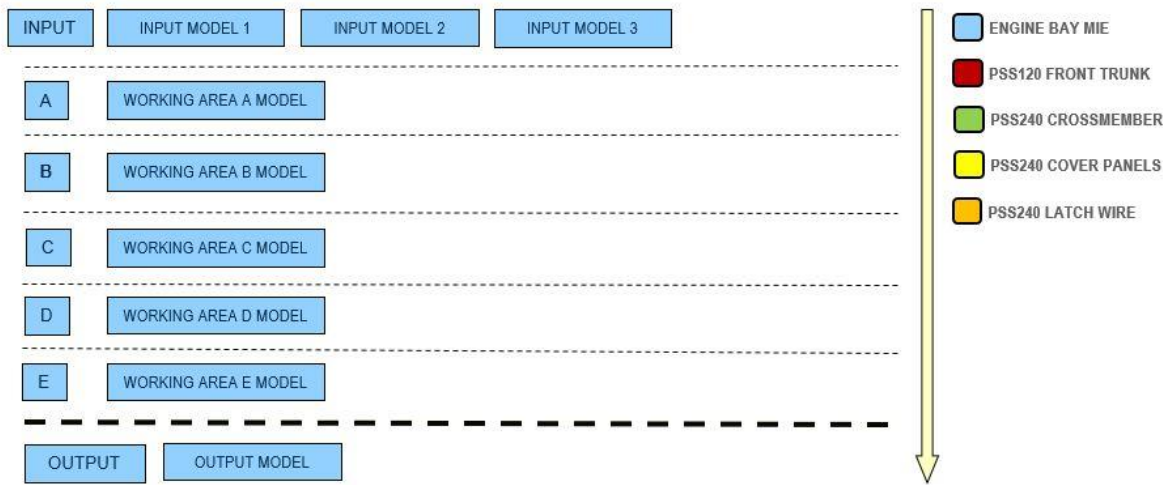 INPUT
INPUT MODEL 1
INPUT MODEL 2
INPUT MODEL 3
A
WORKING AREA A MODEL
B
WORKING AREA B MODEL
C
WORKING AREA C MODEL
D
WORKING AREA D MODEL
E
WORKING AREA E MODEL
OUTPUT
OUTPUT MODEL
ENGINE BAY MIE
PSS120 FRONT TRUNK
PSS240 CROSSMEMBER
PSS240 COVER PANELS
PSS240 LATCH WIRE